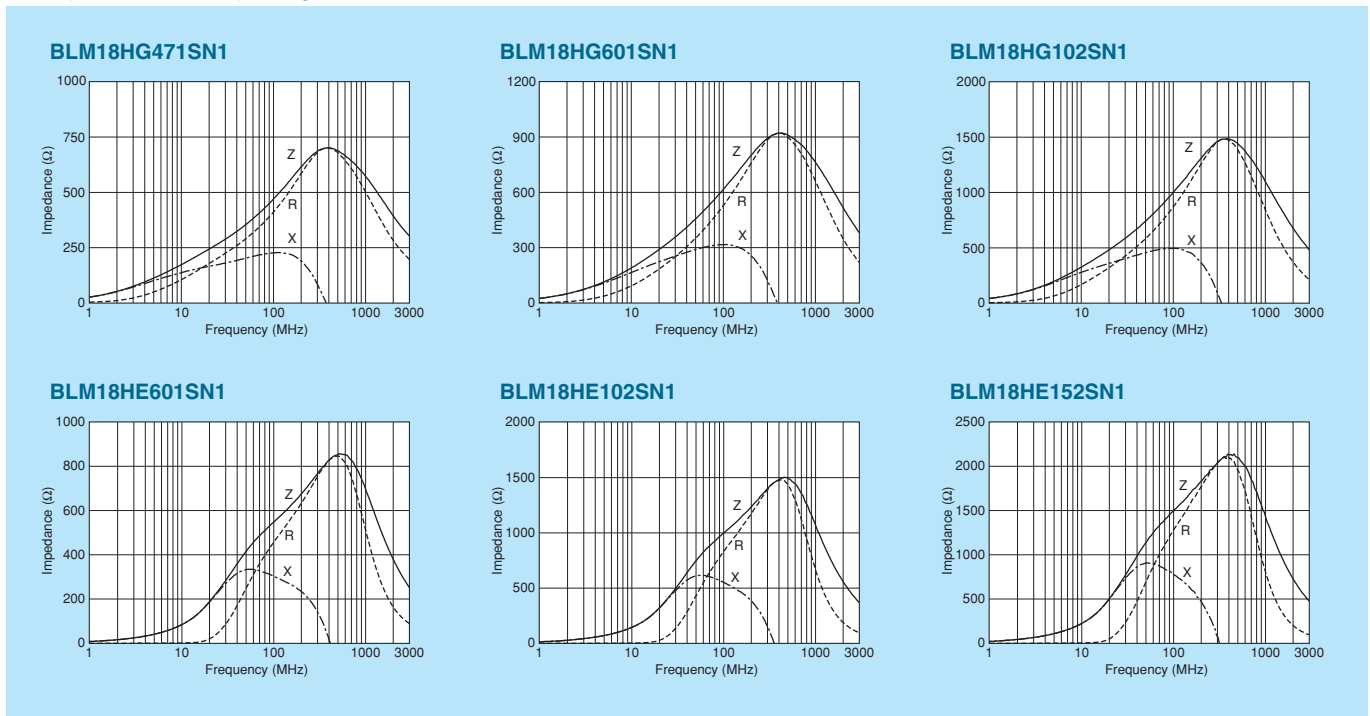 BLM18HG471SN1
1000
750
500
250
0
Impedance (Ω)
Z
R
X
1 10 100 1000 3000
Frequency (MHz)
BLM18HG601SN1
1200
900
600
300
0
Impedance (Ω)
Z
R
X
1 10 100 1000 3000
Frequency (MHz)
BLM18HG102SN1
2000
1500
1000
500
0
Impedance (Ω)
Z
R
X
1 10 100 1000 3000
Frequency (MHz)
BLM18HE601SN1
1000
800
600
400
200
0
Impedance (Ω)
Z
R
X
1 10 100 1000 3000
Frequency (MHz)
BLM18HE102SN1
2000
1500
1000
500
0
Impedance (Ω)
Z
R
X
1 10 100 1000 3000
Frequency (MHz)
BLM18HE152SN1
2500
2000
1500
1000
500
0
Impedance (Ω)
Z
R
X
1 10 100 1000 3000
Frequency (MHz)